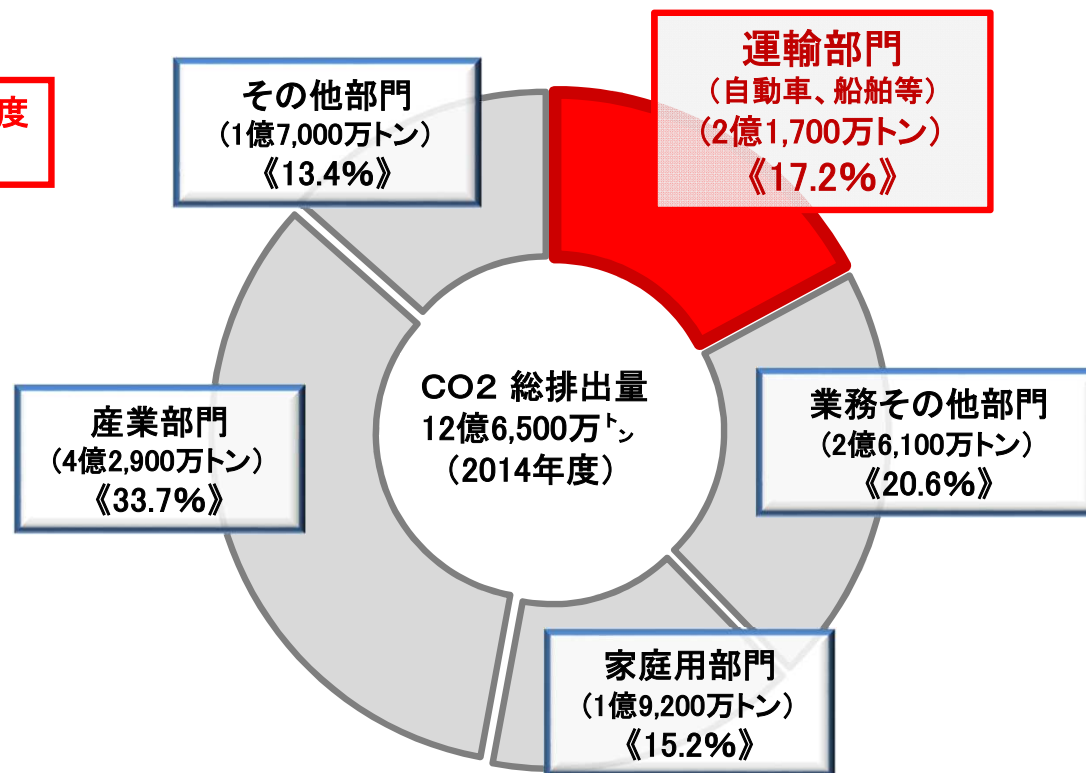 度
運輸部門
（自動車、船舶等）
（2億1,700万トン）
《17.2%》
その他部門
（1億7,000万トン）
《13.4%》
CO2 総排出量
12億6,500万㌧
（2014年度）
産業部門
（4億2,900万トン）
《33.7%》
業務その他部門
（2億6,100万トン）
《20.6%》
家庭用部門
（1億9,200万トン）
《15.2%》